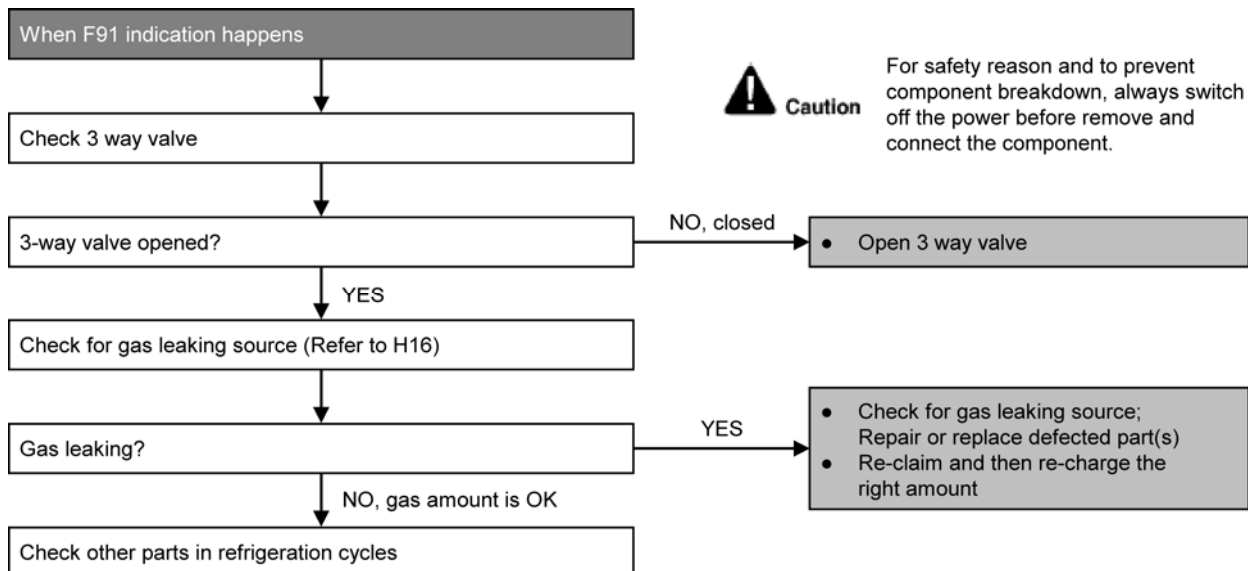 When F91 indication happens
Caution
For safety reason and to prevent
component breakdown, always switch
off the power before remove and
connect the component.
Check 3 way valve
3-way valve opened?
NO, closed
● Open 3 way valve
YES
Check for gas leaking source (Refer to H16)
Gas leaking?
YES
● Check for gas leaking source;
Repair or replace defected part(s)
● Re-claim and then re-charge the
right amount
NO, gas amount is OK
Check other parts in refrigeration cycles